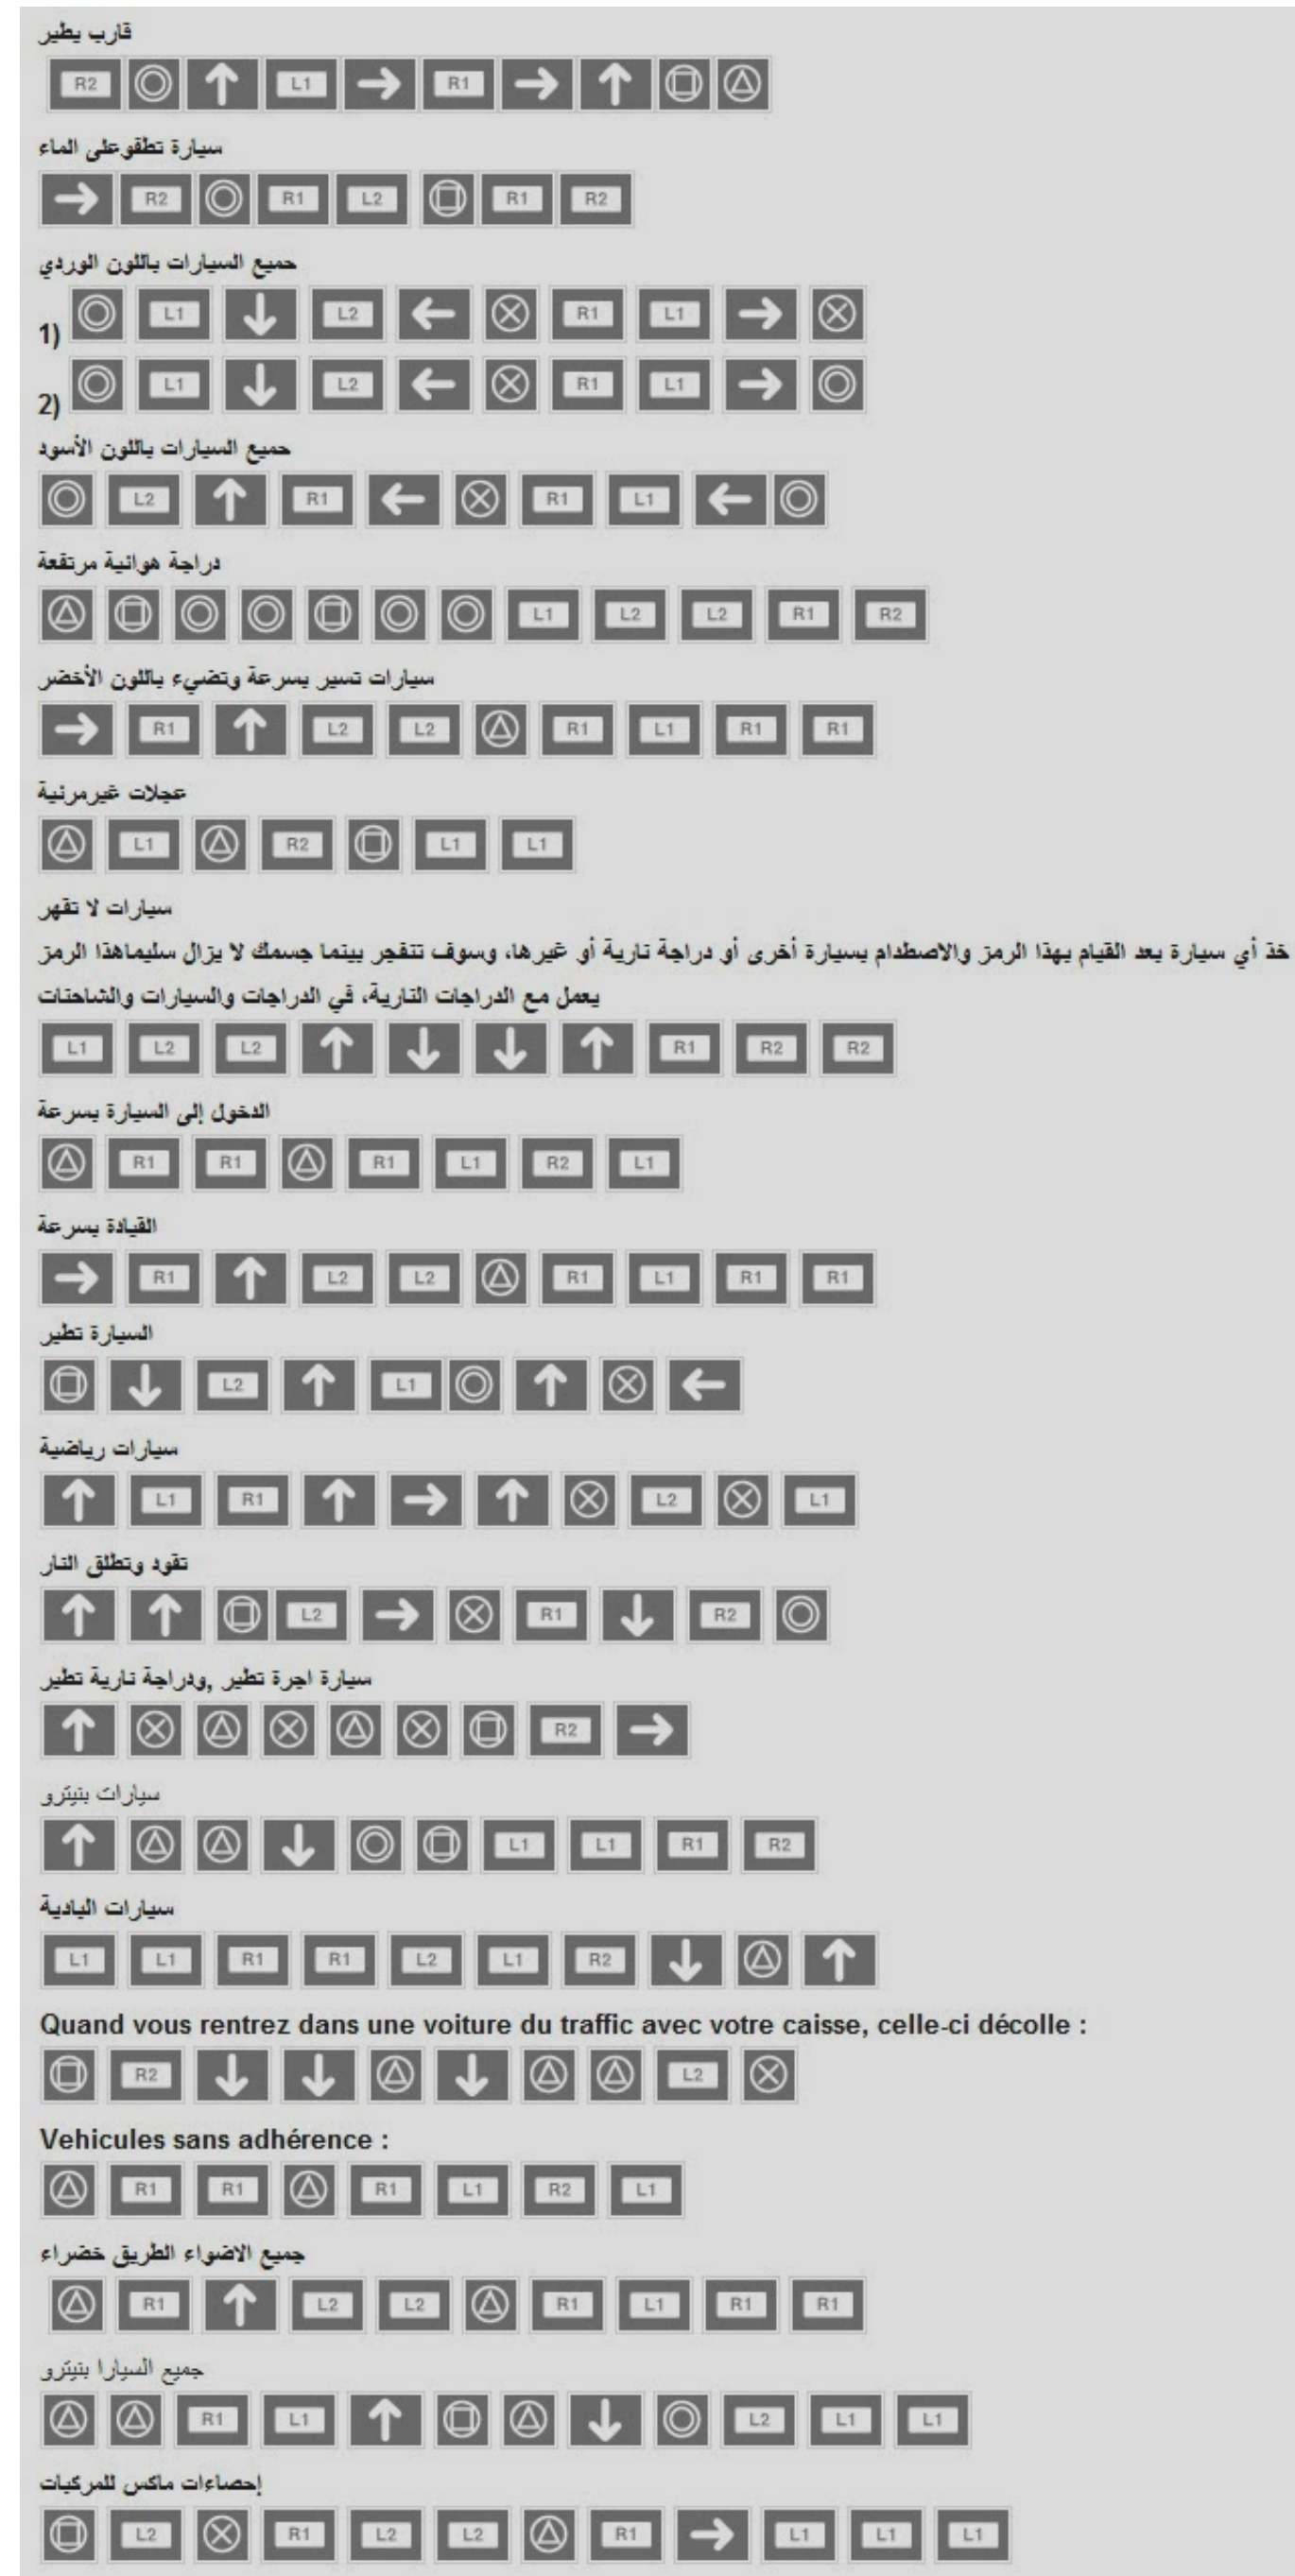 قارب يطير
R2 L1 R1
سيارة تطفوعلى الماء
R2 R1 L2 R1 R2
جميع السيارات باللون الوردي
1) L1 L2 R1 L1
2) L1 L2 R1 L1
جميع السيارات باللون الأسود
L2 R1 R1 L1
دراجة هوائية مرتفعة
L1 L2 L2 R1 R2
سيارات تسير بسرعة وتضيء باللون الأخضر
R1 L2 L2 R1 L1 R1 R1
عجلات غيرمرئية
L1 R2 L1 L1
سيارات لا تقهر
خذ أي سيارة بعد القيام بهذا الرمز والاصطدام بسيارة أخرى أو دراجة نارية أو غيرها، وسوف تتفجر بينما جسمك لا يزال سليماهذا الرمز
يعمل مع الدراجات النارية، في الدراجات والسيارات والشاحنات
L1 L2 L2 R1 R2 R2
الدخول إلى السيارة بسرعة
R1 R1 R1 L1 R2 L1
القيادة بسرعة
R1 L2 L2 R1 L1 R1 R1
السيارة تطير
L2 L1
سيارات رياضية
L1 R1 L2 L1
تقود وتطلق النار
L2 R1 R2
سيارة اجرة تطير ,ودراجة نارية تطير
R2
سيارات بنيترو
L1 L1 R1 R2
سيارات البادية
L1 L1 R1 R1 L2 L1 R2
Quand vous rentrez dans une voiture du traffic avec votre caisse, celle-ci décolle :
R2 L2
Vehicules sans adhérence :
R1 R1 R1 L1 R2 L1
جميع الاضواء الطريق خضراء
R1 L2 L2 R1 L1 R1 R1
جميع السيارا بنيترو
R1 L1 L2 L1 L1
إحصاءات ماكس للمركبات
L2 R1 L2 L2 R1 L1 L1 L1